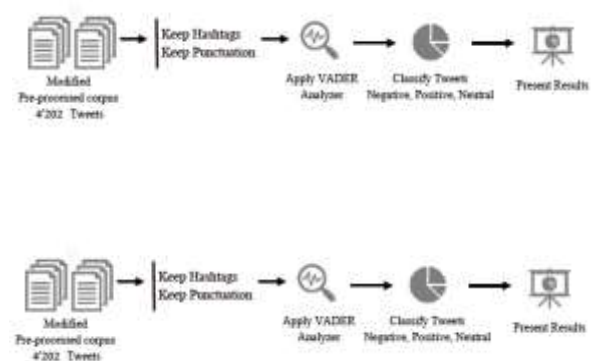 Keep Hashtags
Keep Punctuation
Modified
Pre-processed corpus
4'202 Tweets
Apply VADER
Analyzer
Classify Tweets
Negative, Positive, Neutral
Present Results
Keep Hashtags
Keep Punctuation
Modified
Pre-processed corpus
4'202 Tweets
Apply VADER
Analyzer
Classify Tweets
Negative, Positive, Neutral
Present Results